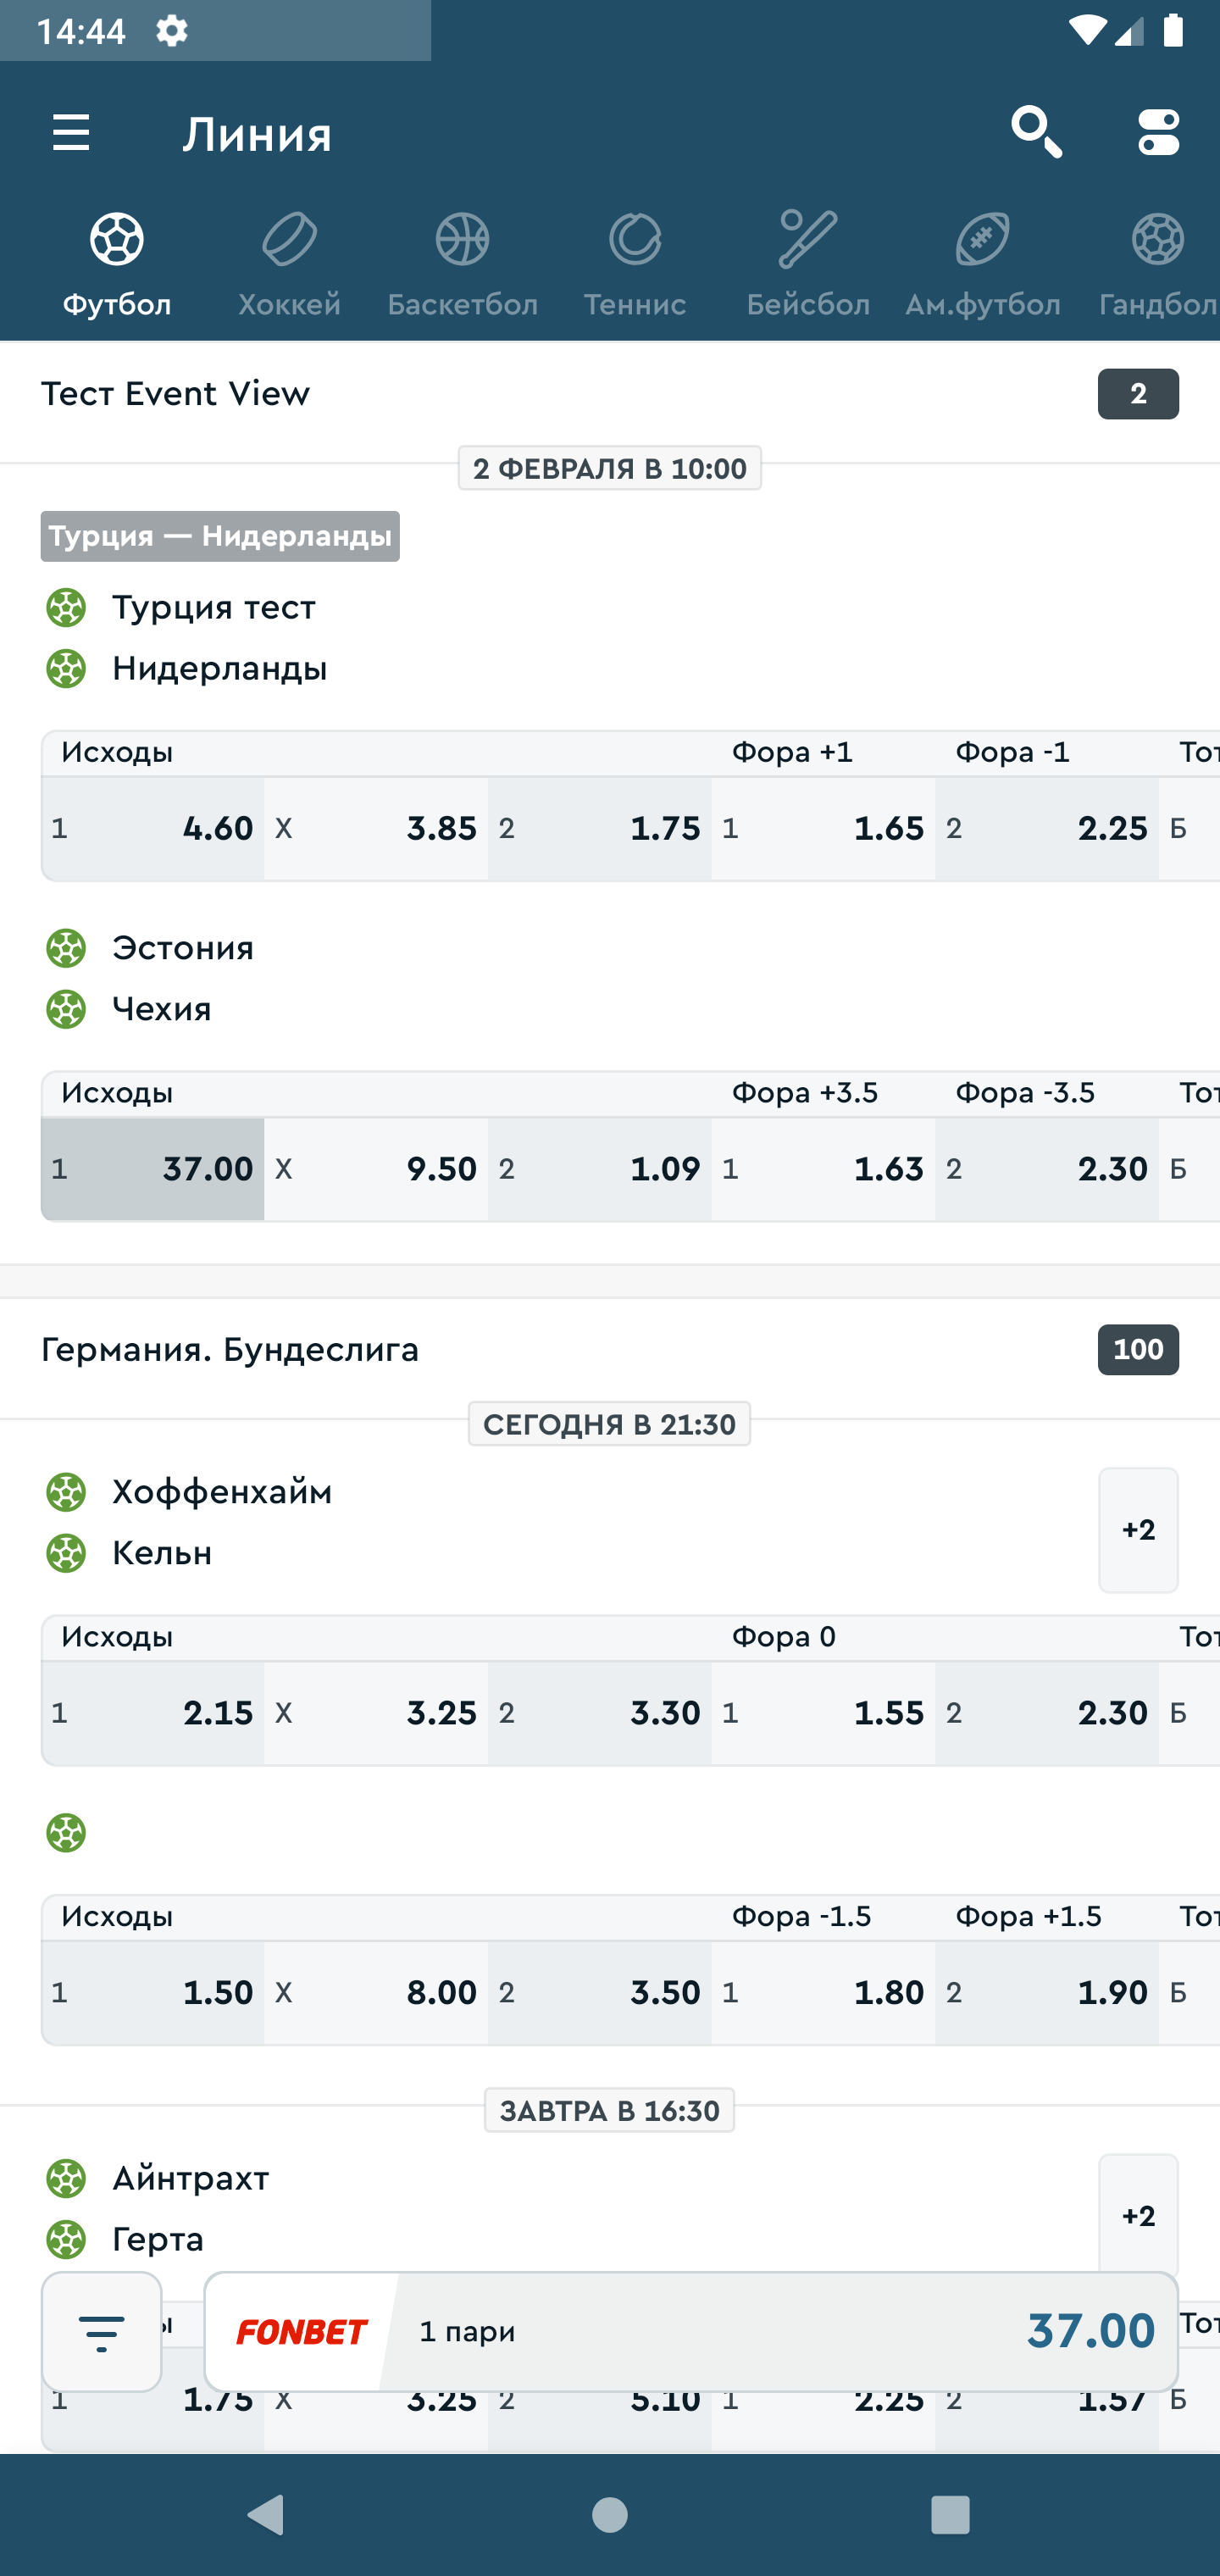 14:44
Линия
Футбол Хоккей Баскетбол Теннис Бейсбол Ам.футбол Гандбол
Тест Event View 2
2 ФЕВРАЛЯ В 10:00
Турция — Нидерланды
Турция тест
Нидерланды
Исходы Фора +1 Фора -1 Тот
1 4.60 X 3.85 2 1.75 1 1.65 2 2.25 Б
Эстония
Чехия
Исходы Фора +3.5 Фора -3.5 Тот
1 37.00 X 9.50 2 1.09 1 1.63 2 2.30 Б
Германия. Бундеслига 100
СЕГОДНЯ В 21:30
Хоффенхайм
Кельн
+2
Исходы Фора 0 Тот
1 2.15 X 3.25 2 3.30 1 1.55 2 2.30 Б
Исходы Фора -1.5 Фора +1.5 Тот
1 1.50 X 8.00 2 3.50 1 1.80 2 1.90 Б
ЗАВТРА В 16:30
Айнтрахт
Герта
+2
ы FONBET 1 пари 37.00 Тот
1 1.75 X 3.25 2 5.10 1 2.25 2 1.57 Б